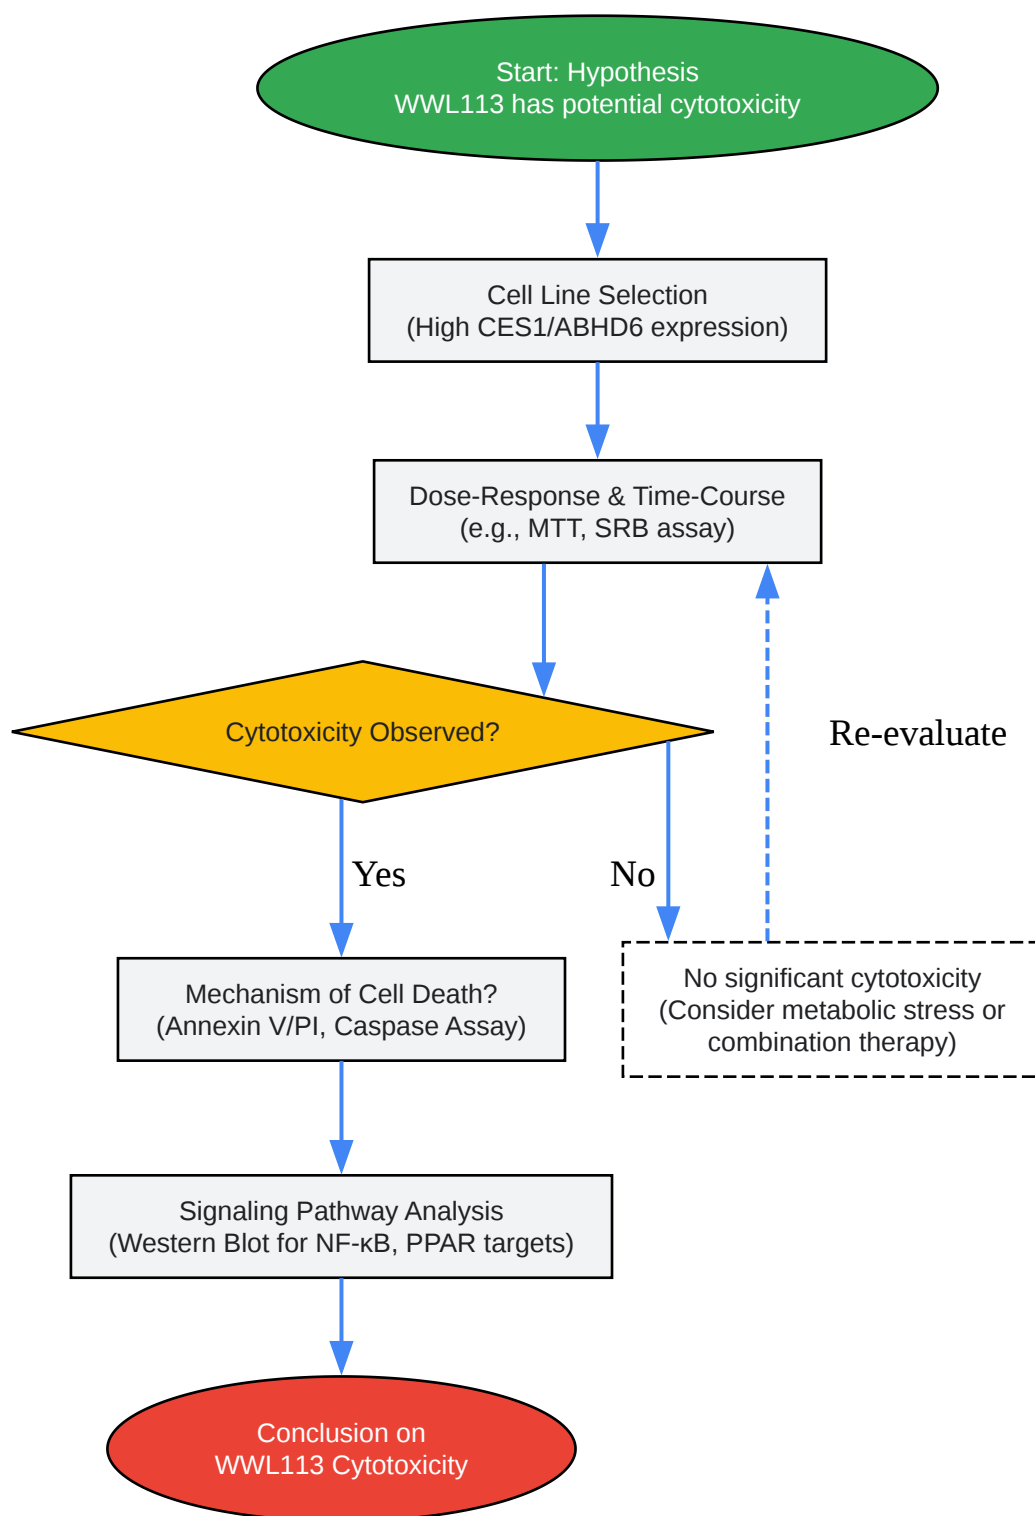 Start: Hypothesis
WWL113 has potential cytotoxicity
Cell Line Selection
(High CES1/ABHD6 expression)
Dose-Response & Time-Course
(e.g., MTT, SRB assay)
Cytotoxicity Observed?
Re-evaluate
Yes
No
Mechanism of Cell Death?
(Annexin V/PI, Caspase Assay)
No significant cytotoxicity
(Consider metabolic stress or
combination therapy)
Signaling Pathway Analysis
(Western Blot for NF-κB, PPAR targets)
Conclusion on
WWL113 Cytotoxicity